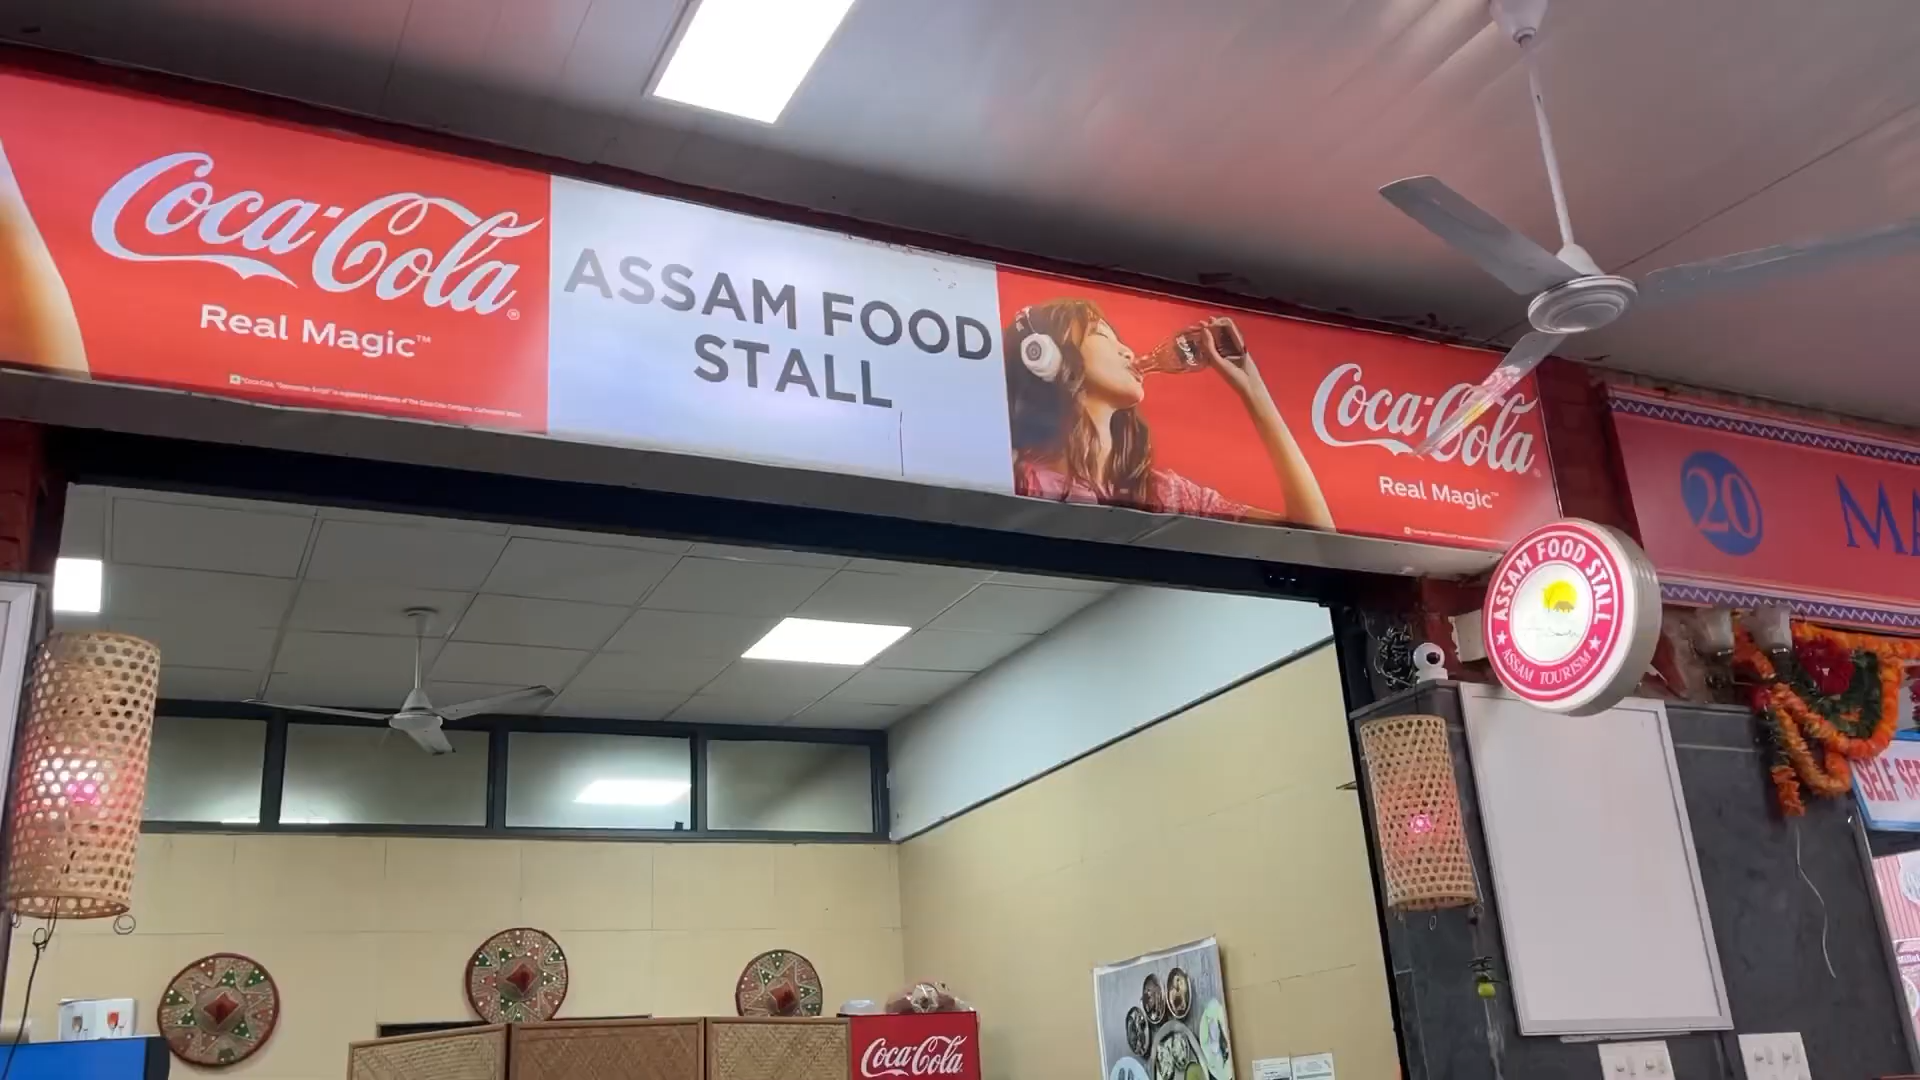 Coca-Cola
Real Magic™
ASSAM FOOD
STALL
Coca-Cola
Real Magic™
20
ASSAM FOOD STALL
ASSAM TOURISM
SELF
Coca-Cola